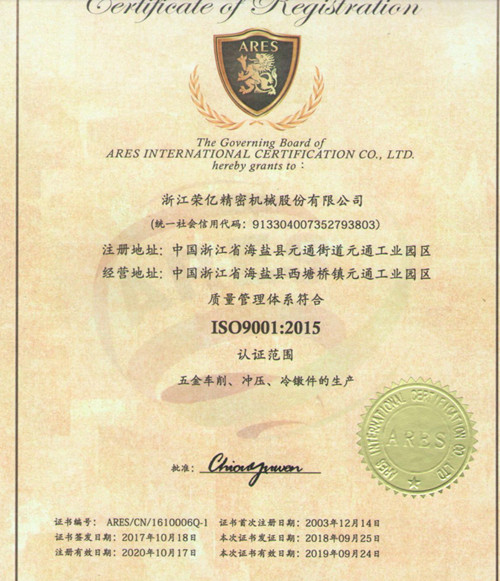 Certificate of Registration
ARES
The Governing Board of
ARES INTERNATIONAL CERTIFICATION CO., LTD.
hereby grants to：
浙江荣亿精密机械股份有限公司
(统一社会信用代码：913304007352793803)
注册地址：中国浙江省海盐县元通街道元通工业园区
经营地址：中国浙江省海盐县西塘桥镇元通工业园区
质量管理体系符合
ISO9001:2015
认证范围
五金车削、冲压、冷镦件的生产
ARES INTERNATIONAL CERTIFICATION CO LTD
ARES
批准：
证书编号： ARES/CN/I610006Q-1 证书首次注册日期：2003年12月14日
证书签发日期：2017年10月18日 本次证书发证日期：2018年09月25日
注册有效日期：2020年10月17日 本次证书有效日期：2019年09月24日